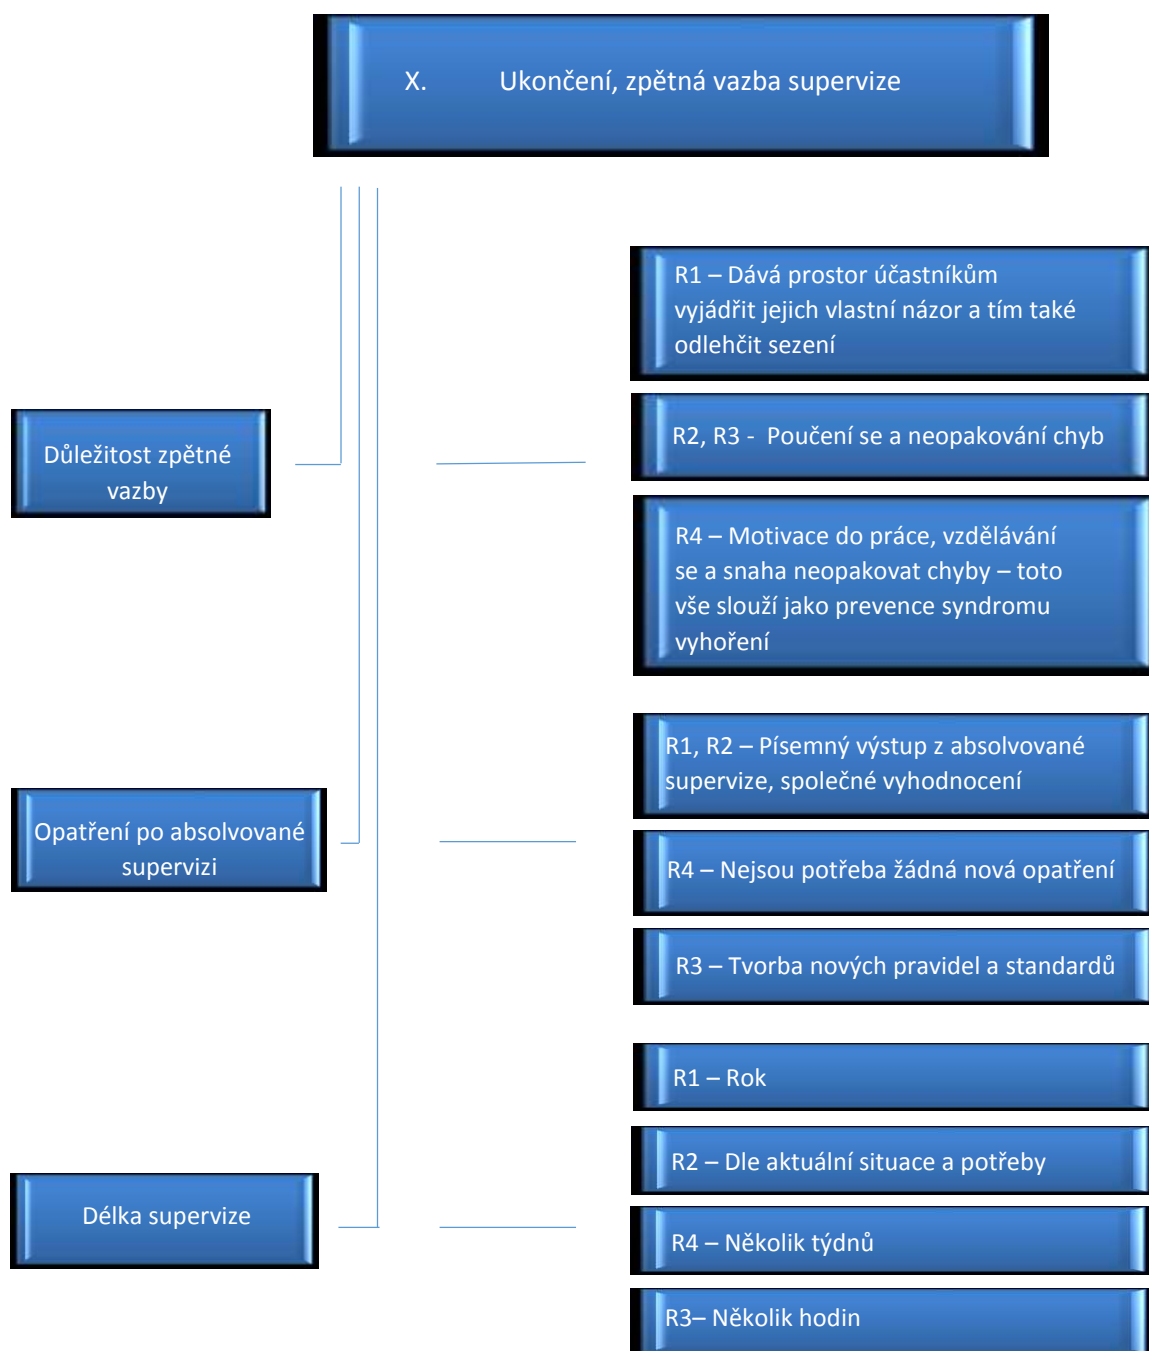 X. Ukončení, zpětná vazba supervize
Důležitost zpětné
vazby
R1 – Dává prostor účastníkům
vyjádřit jejich vlastní názor a tím také
odlehčit sezení
R2, R3 - Poučení se a neopakování chyb
R4 – Motivace do práce, vzdělávání
se a snaha neopakovat chyby – toto
vše slouží jako prevence syndromu
vyhoření
Opatření po absolvované
supervizi
R1, R2 – Písemný výstup z absolvované
supervize, společné vyhodnocení
R4 – Nejsou potřeba žádná nová opatření
R3 – Tvorba nových pravidel a standardů
Délka supervize
R1 – Rok
R2 – Dle aktuální situace a potřeby
R4 – Několik týdnů
R3– Několik hodin